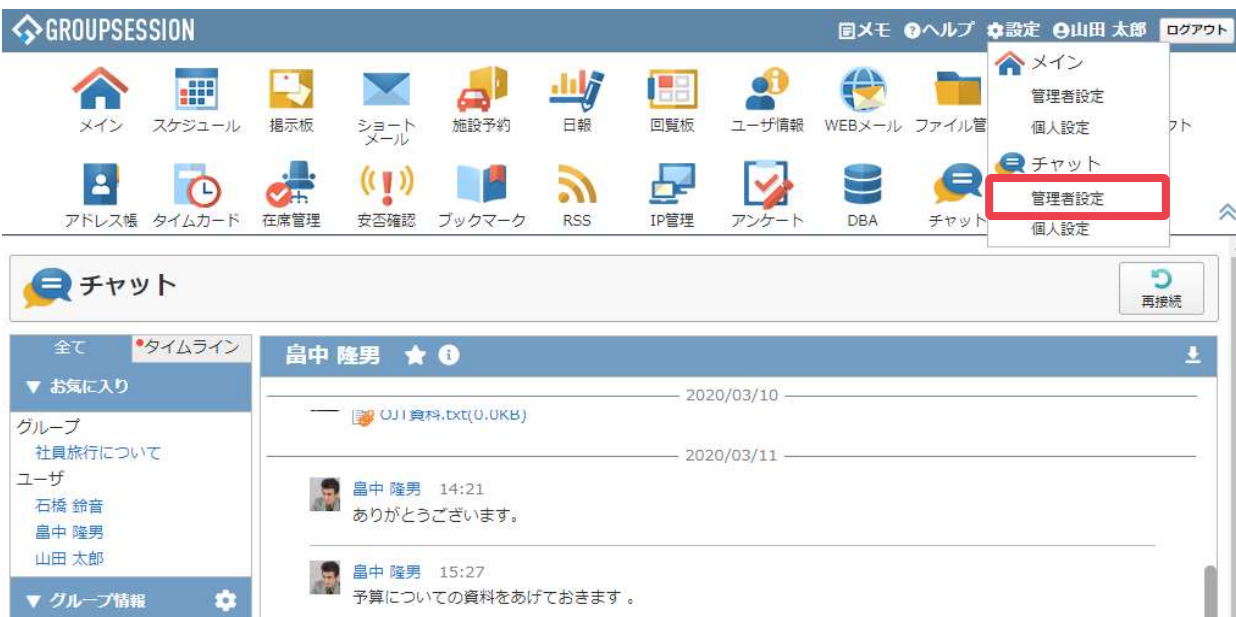 GROUPSESSION
メモ ヘルプ 設定 山田 太郎 ログアウト
メイン
管理者設定
個人設定
チャット
管理者設定
個人設定
メイン スケジュール 掲示板 ショートメール 施設予約 日報 回覧板 ユーザ情報 WEBメール ファイル管
アドレス帳 タイムカード 在席管理 安否確認 ブックマーク RSS IP管理 アンケート DBA チャット
チャット
再接続
全て タイムライン
▼ お気に入り
グループ
社員旅行について
ユーザ
石橋 鈴音
畠中 隆男
山田 太郎
▼ グループ情報
畠中 隆男
2020/03/10
OJT資料.txt(0.0KB)
2020/03/11
畠中 隆男 14:21
ありがとうございます。
畠中 隆男 15:27
予算についての資料をあげておきます。